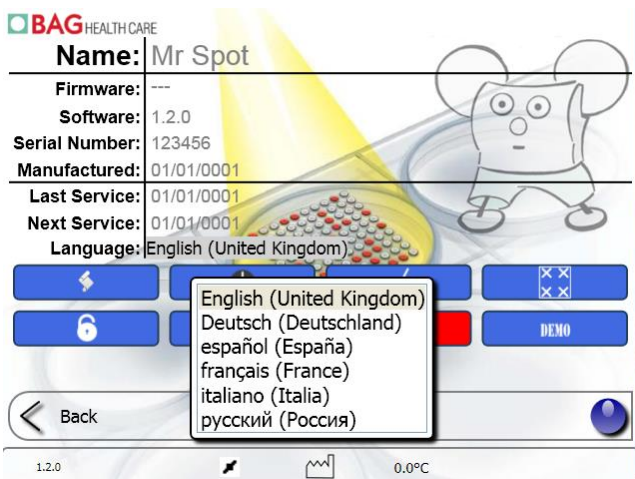 BAG HEALTH CARE
Name: Mr Spot
Firmware: ---
Software: 1.2.0
Serial Number: 123456
Manufactured: 01/01/0001
Last Service: 01/01/0001
Next Service: 01/01/0001
Language: English (United Kingdom)
English (United Kingdom)
Deutsch (Deutschland)
español (España)
français (France)
italiano (Italia)
русский (Россия)
DEMO
Back
1.2.0 0.0°C